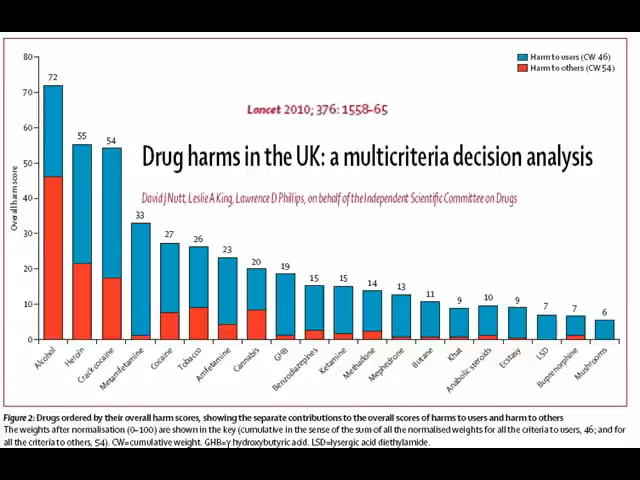 80
Harm to users (CW 46)
Harm to others (CW 54)
72
70
Lancet 2010; 376: 1558–65
60
55
54
Drug harms in the UK: a multicriteria decision analysis
50
David J Nutt, Leslie A King, Lawrence D Phillips, on behalf of the Independent Scientific Committee on Drugs
Overall harm score
40
33
30
27
26
23
20
20
19
15
15
14
13
11
9
10
9
7
7
6
10
0
Alcohol
Heroin
Crack cocaine
Metamfetamine
Cocaine
Tobacco
Amfetamine
Cannabis
GHB
Benzodiazepines
Ketamine
Methadone
Mephedrone
Butane
Khat
Anabolic steroids
Ecstasy
LSD
Buprenorphine
Mushrooms
Figure 2: Drugs ordered by their overall harm scores, showing the separate contributions to the overall scores of harms to users and harm to others
The weights after normalisation (0–100) are shown in the key (cumulative in the sense of the sum of all the normalised weights for all the criteria to users, 46; and for
all the criteria to others, 54). CW=cumulative weight. GHB=γ hydroxybutyric acid. LSD=lysergic acid diethylamide.